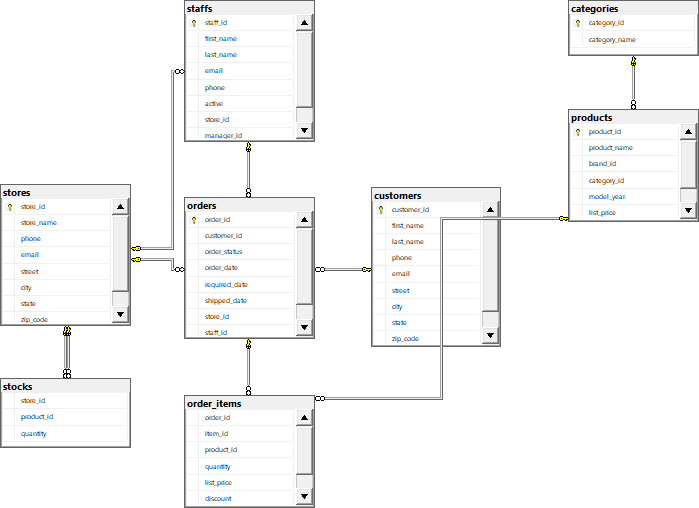 staffs
staff_id
first_name
last_name
email
phone
active
store_id
manager_id
categories
category_id
category_name
products
product_id
product_name
brand_id
category_id
model_year
list_price
stores
store_id
store_name
phone
email
street
city
state
zip_code
orders
order_id
customer_id
order_status
order_date
required_date
shipped_date
store_id
staff_id
customers
customer_id
first_name
last_name
phone
email
street
city
state
zip_code
stocks
store_id
product_id
quantity
order_items
order_id
item_id
product_id
quantity
list_price
discount